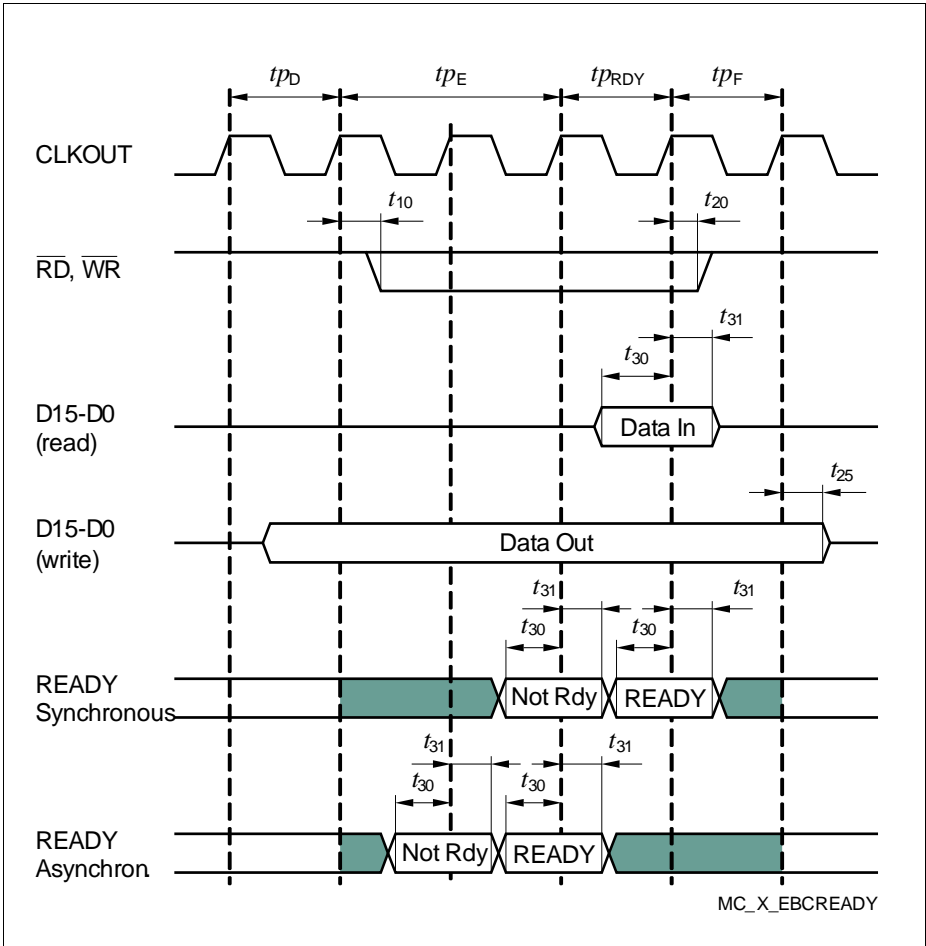 tpD tpE tpRDY tpF
CLKOUT
t10 t20
RD, WR
t31
t30
D15-D0
(read)
Data In
t25
D15-D0
(write)
Data Out
t31 t31
t30 t30
READY
Synchronous
Not Rdy READY
t31 t31
t30 t30
READY
Asynchron.
Not Rdy READY
MC_X_EBCREADY